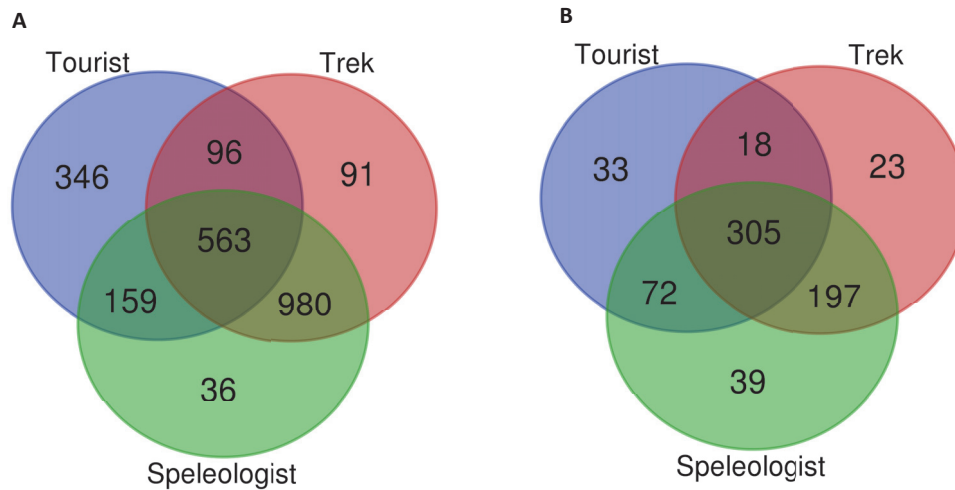 A
Tourist
Trek
346
96
91
563
159
980
36
Speleologist
B
Tourist
Trek
33
18
23
305
72
197
39
Speleologist